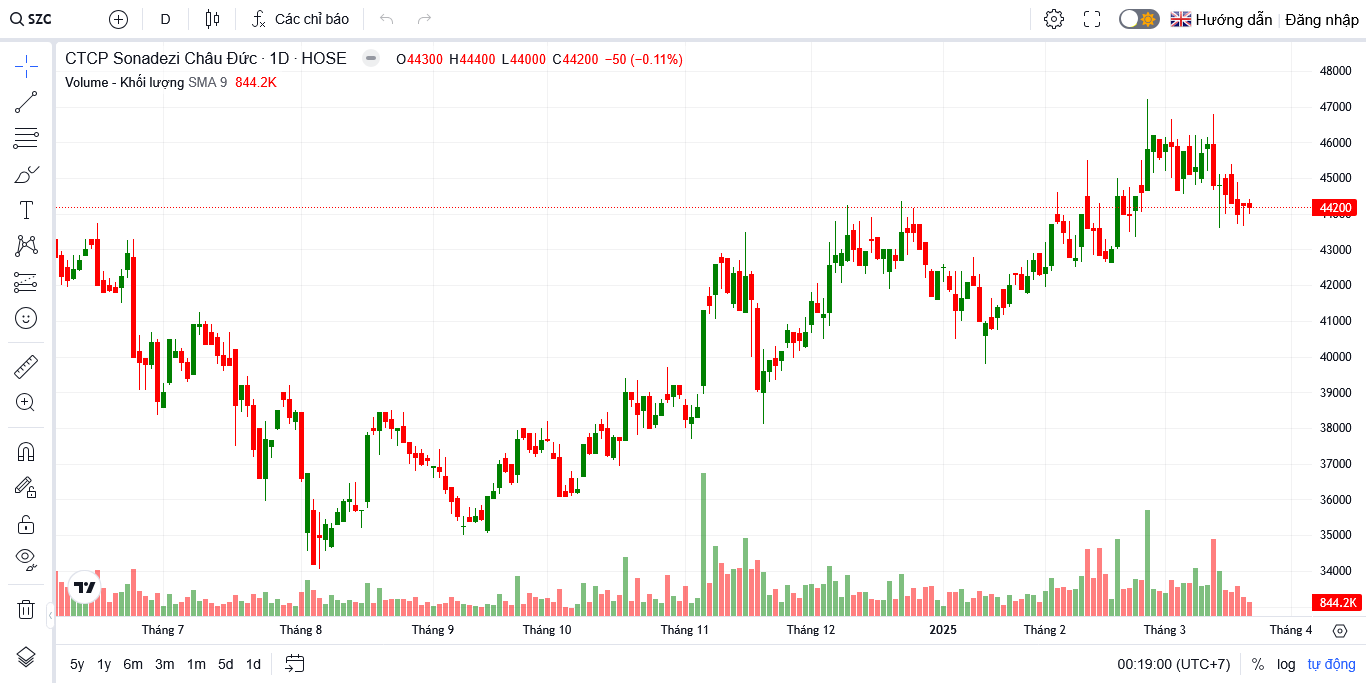 SZC D Các chỉ báo Hướng dẫn Đăng nhập
CTCP Sonadezi Châu Đức · 1D · HOSE O44300 H44400 L44000 C44200 −50 (−0.11%)
Volume - Khối lượng SMA 9 844.2K
48000
47000
46000
45000
44200
43000
42000
41000
40000
39000
38000
37000
36000
35000
34000
844.2K
Tháng 7 Tháng 8 Tháng 9 Tháng 10 Tháng 11 Tháng 12 2025 Tháng 2 Tháng 3 Tháng 4
5y 1y 6m 3m 1m 5d 1d 00:19:00 (UTC+7) % log tự động